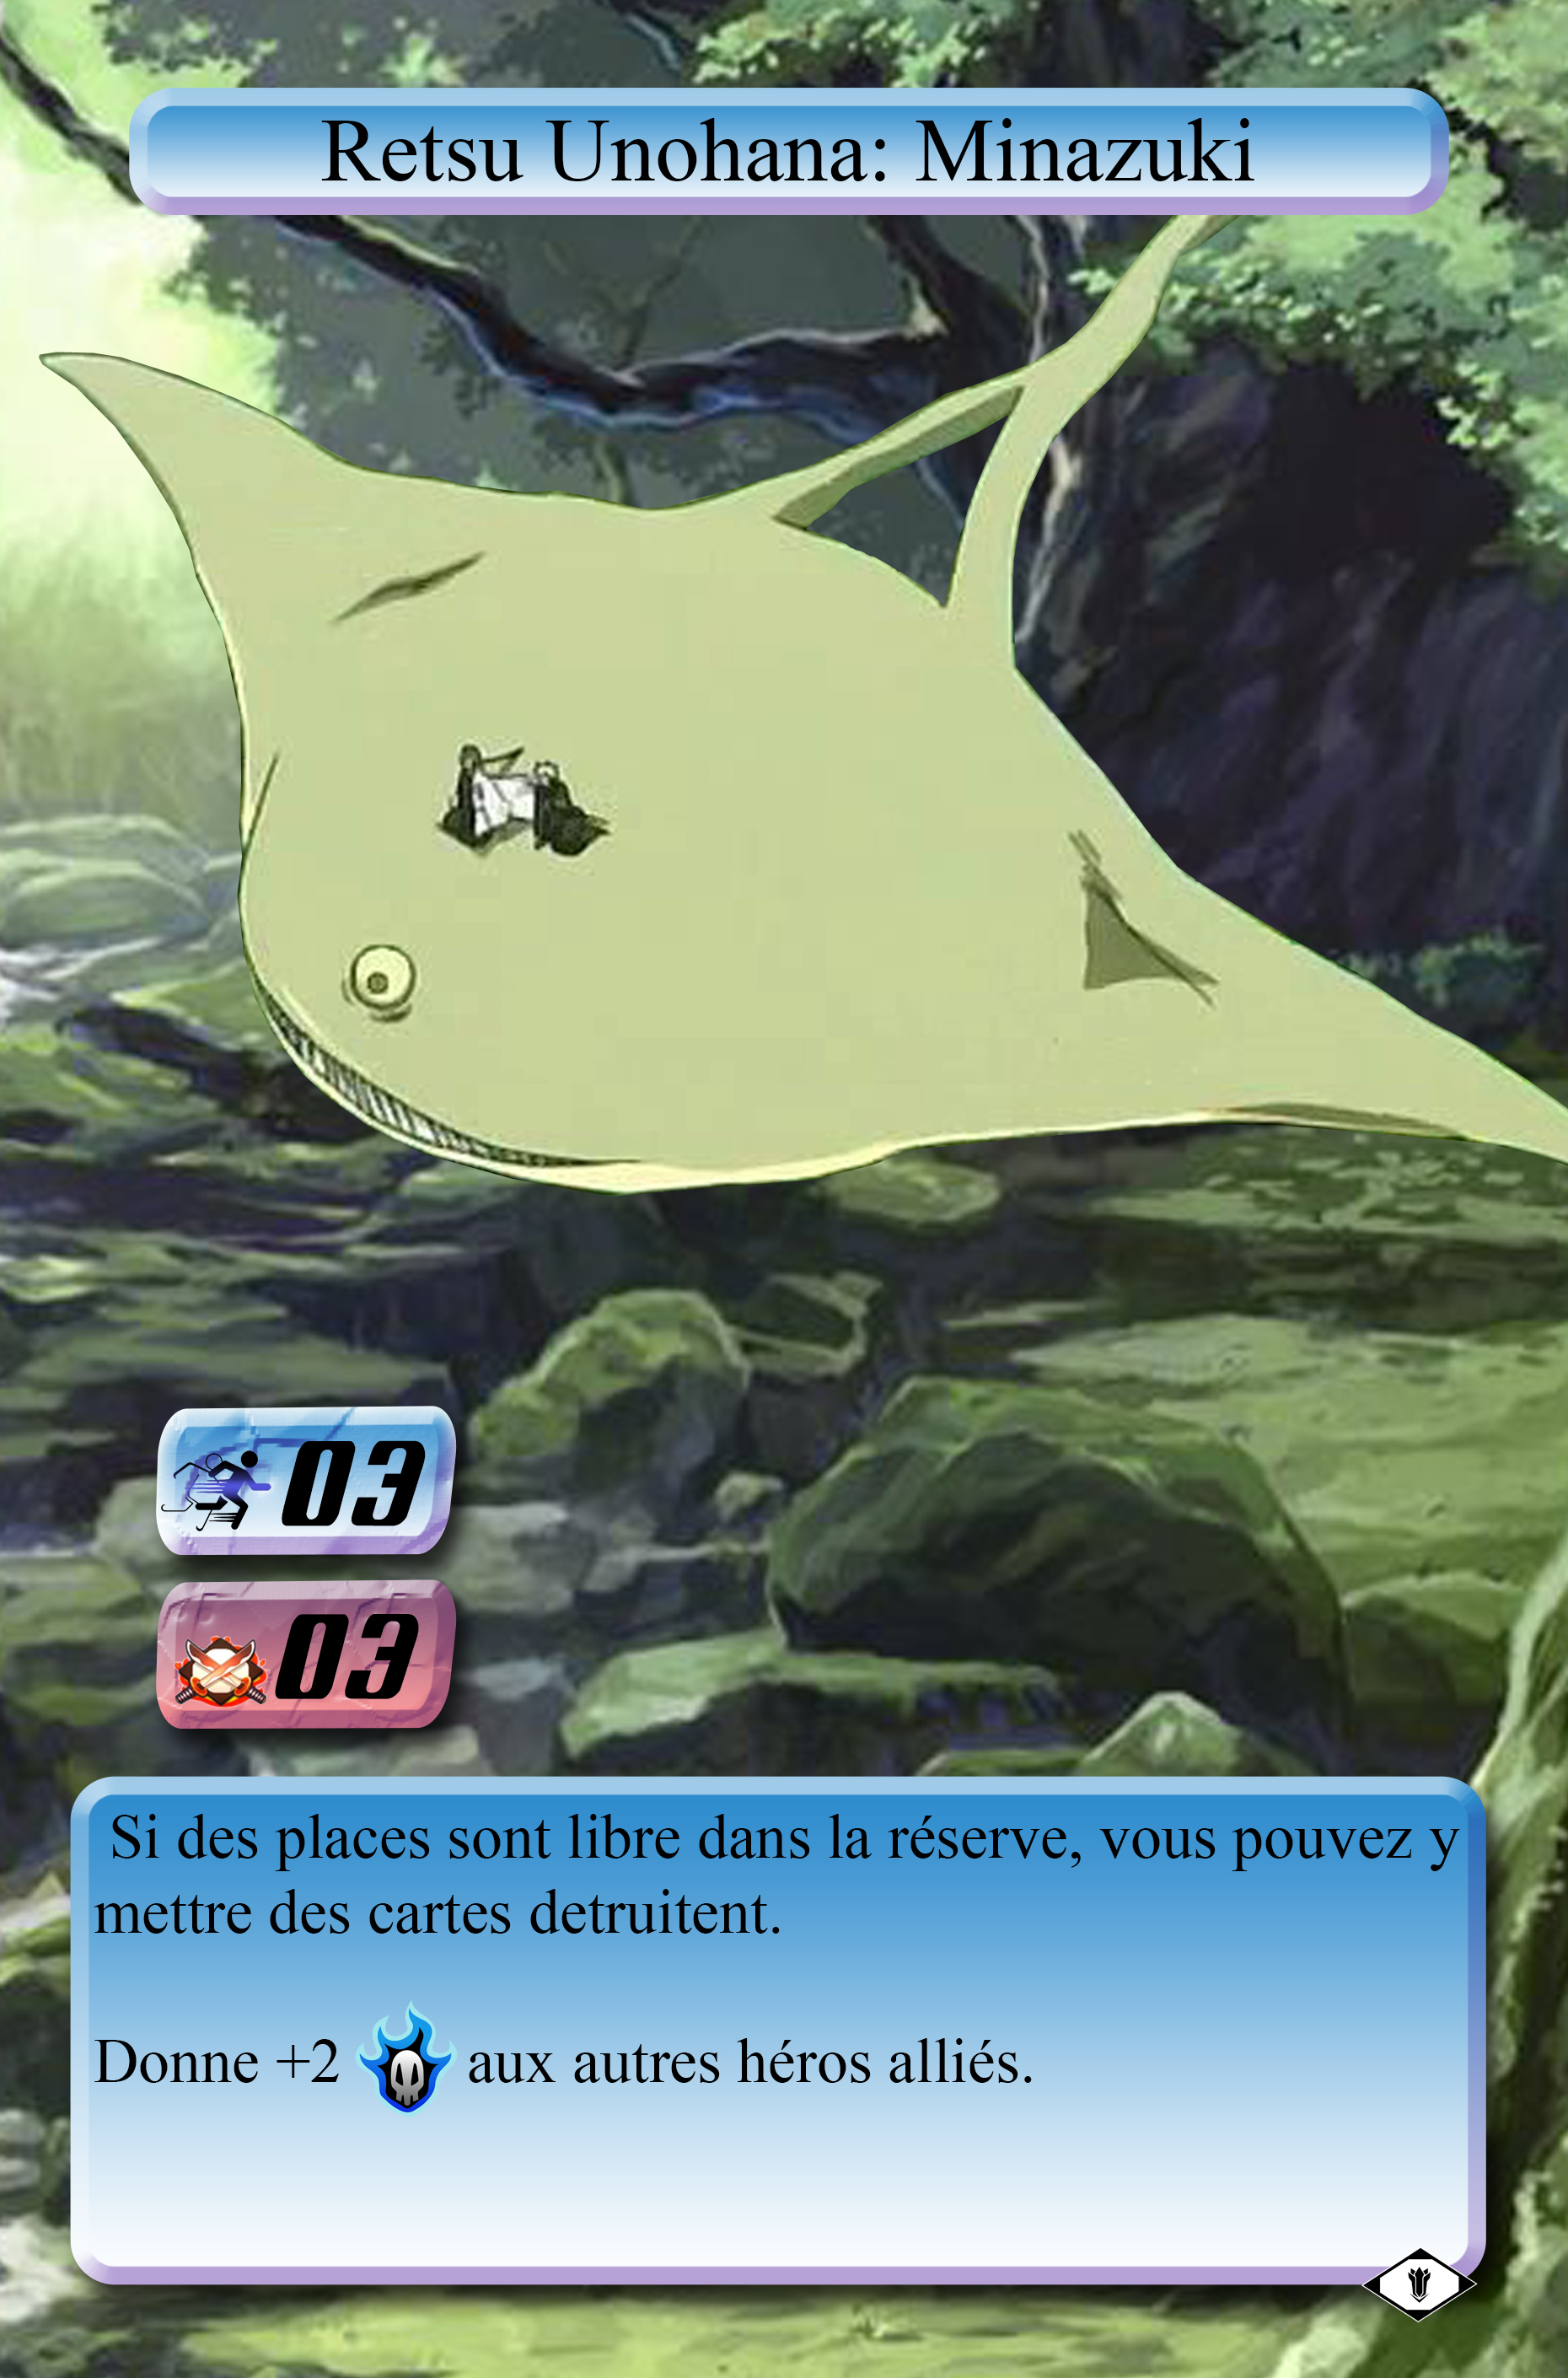 Retsu Unohana: Minazuki
03
03
Si des places sont libre dans la réserve, vous pouvez y
mettre des cartes detruitent.
Donne +2 aux autres héros alliés.